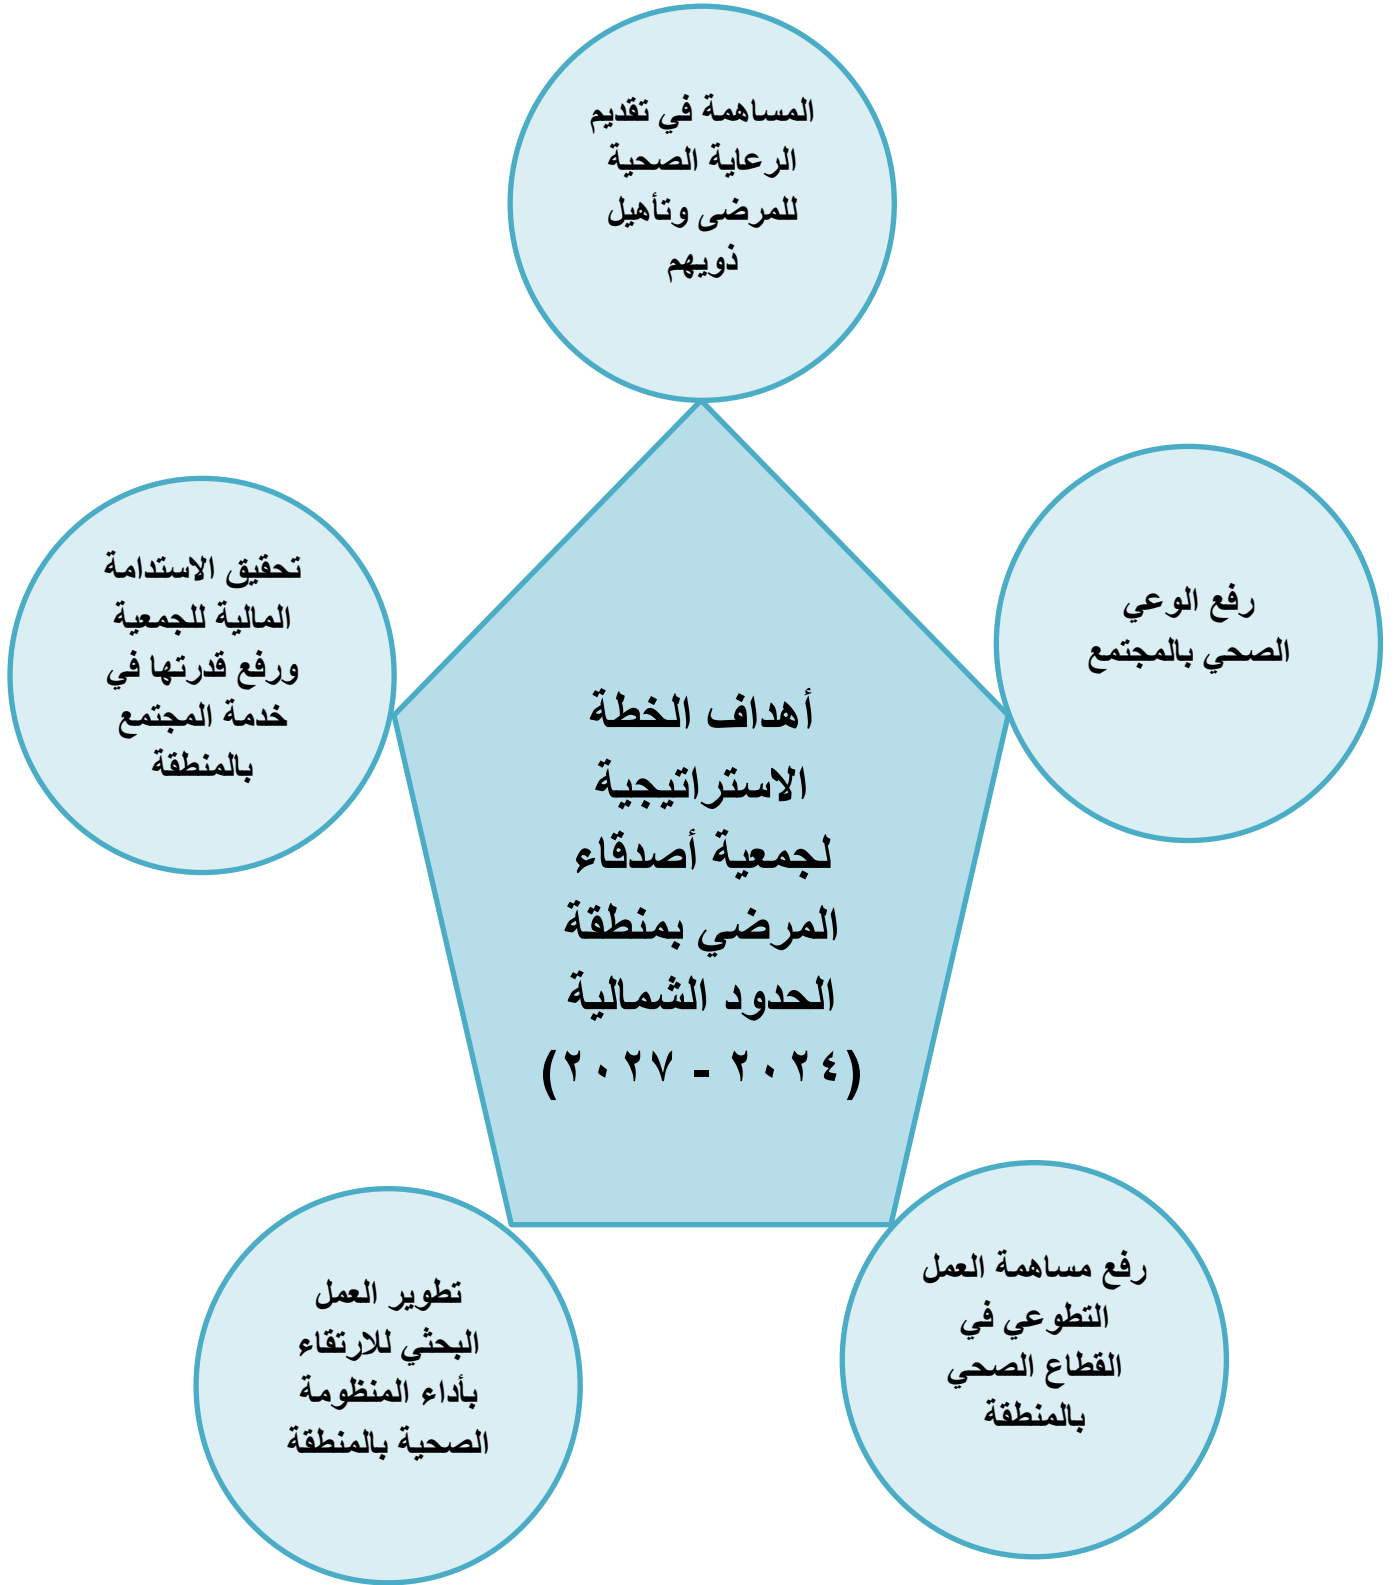 المساهمة في تقديم
الرعاية الصحية
للمرضى وتأهيل
ذويهم
رفع الوعي
الصحي بالمجتمع
تحقيق الاستدامة
المالية للجمعية
ورفع قدرتها في
خدمة المجتمع
بالمنطقة
أهداف الخطة
الاستراتيجية
لجمعية أصدقاء
المرضي بمنطقة
الحدود الشمالية
(٢٠٢٤ - ٢٠٢٧)
رفع مساهمة العمل
التطوعي في
القطاع الصحي
بالمنطقة
تطوير العمل
البحثي للارتقاء
بأداء المنظومة
الصحية بالمنطقة